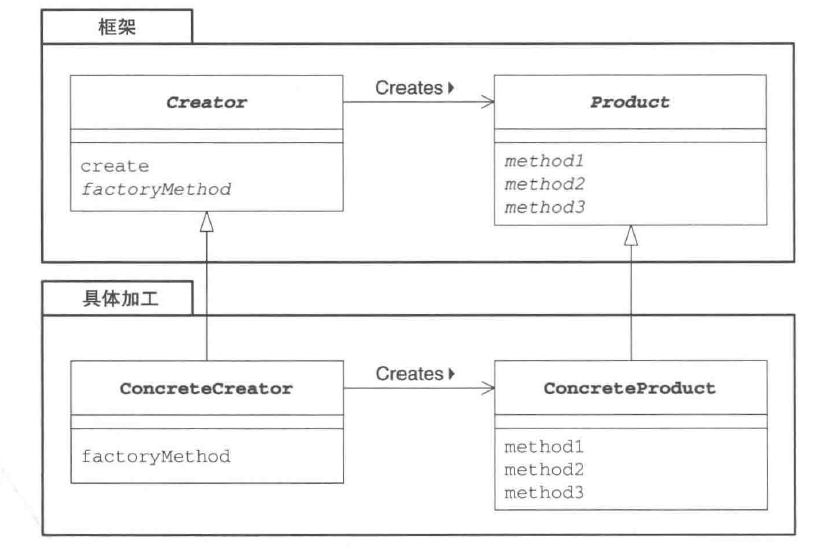 框架
Creator
Creates
Product
create
factoryMethod
method1
method2
method3
具体加工
ConcreteCreator
Creates
ConcreteProduct
factoryMethod
method1
method2
method3